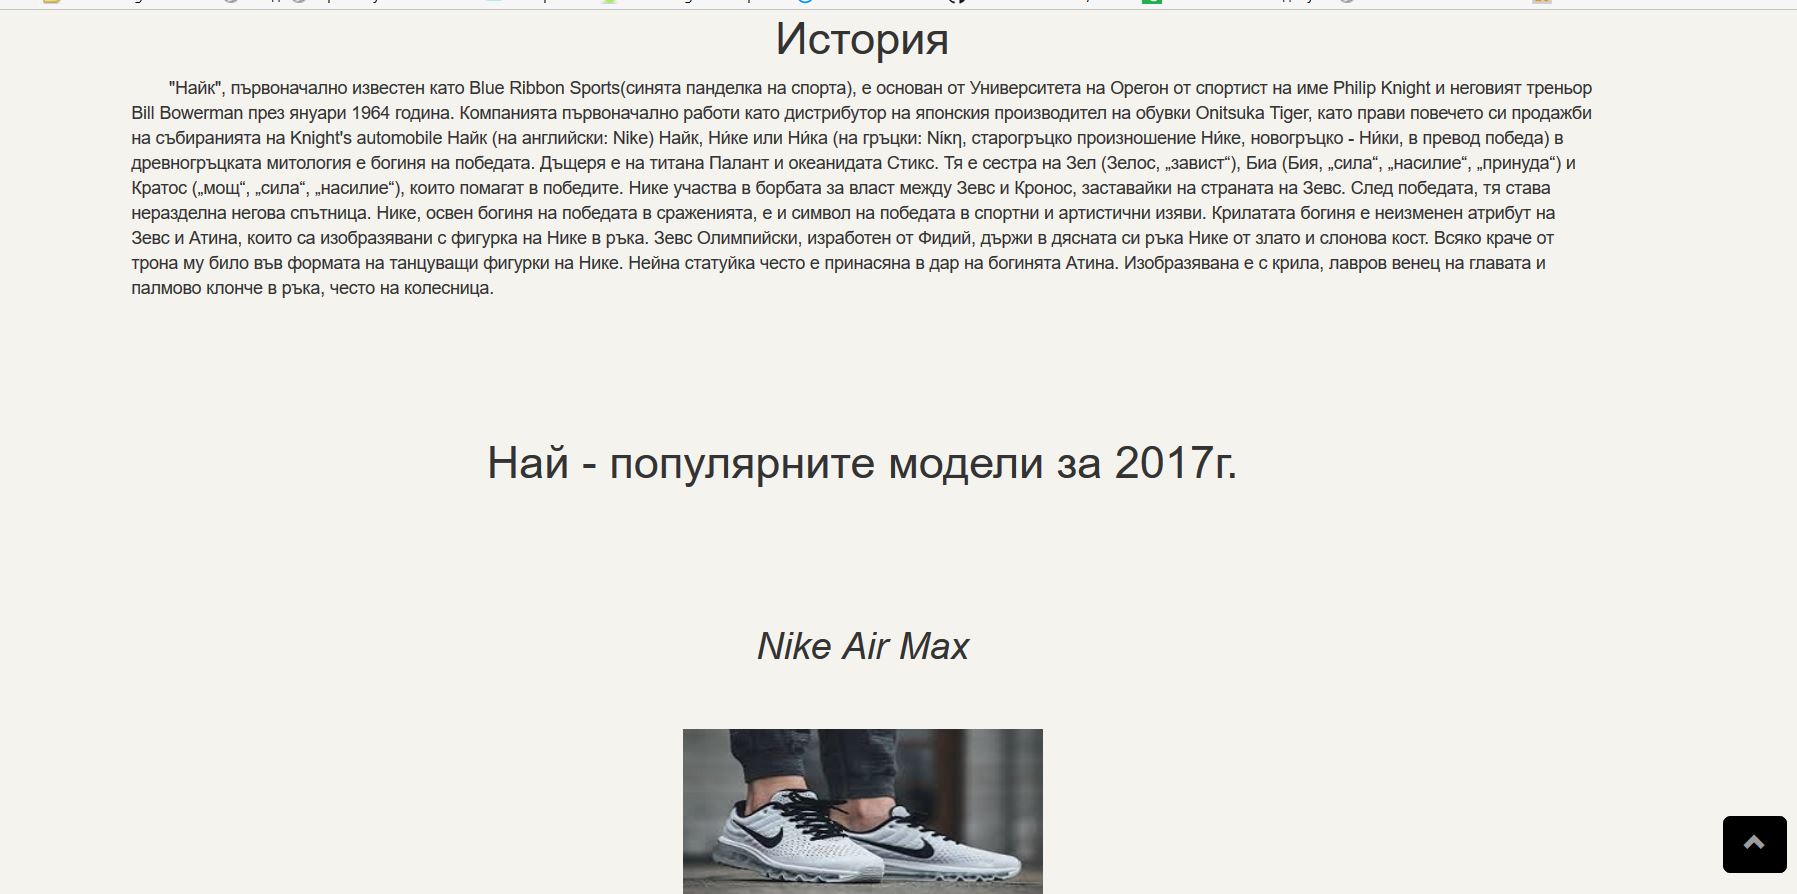 История
"Найк", първоначално известен като Blue Ribbon Sports(синята панделка на спорта), е основан от Университета на Орегон от спортист на име Philip Knight и неговият треньор
Bill Bowerman през януари 1964 година. Компанията първоначално работи като дистрибутор на японския производител на обувки Onitsuka Tiger, като прави повечето си продажби
на събиранията на Knight's automobile Найк (на английски: Nike) Найк, Ни́ке или Ни́ка (на гръцки: Νίκη, старогръцко произношение Ни́ке, новогръцко - Ни́ки, в превод победа) в
древногръцката митология е богиня на победата. Дъщеря е на титана Палант и океанидата Стикс. Тя е сестра на Зел (Зелос, „завист“), Биа (Бия, „сила“, „насилие“, „принуда“) и
Кратос („мощ“, „сила“, „насилие“), които помагат в победите. Нике участва в борбата за власт между Зевс и Кронос, заставайки на страната на Зевс. След победата, тя става
неразделна негова спътница. Нике, освен богиня на победата в сраженията, е и символ на победата в спортни и артистични изяви. Крилатата богиня е неизменен атрибут на
Зевс и Атина, които са изобразявани с фигурка на Нике в ръка. Зевс Олимпийски, изработен от Фидий, държи в дясната си ръка Нике от злато и слонова кост. Всяко краче от
трона му било във формата на танцуващи фигурки на Нике. Нейна статуйка често е принасяна в дар на богинята Атина. Изобразявана е с крила, лавров венец на главата и
палмово клонче в ръка, често на колесница.
Най - популярните модели за 2017г.
Nike Air Max